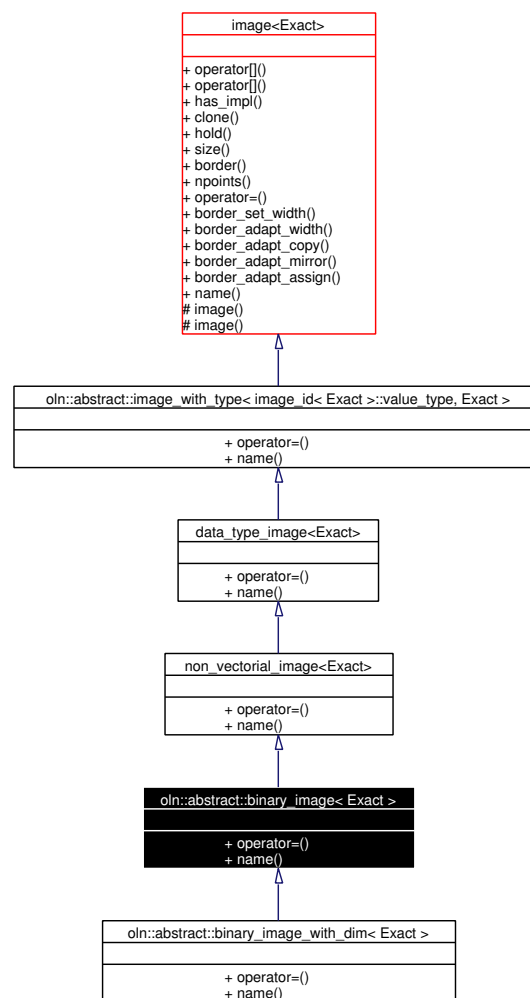 image<Exact>
+ operator[]()
+ operator[]()
+ has_impl()
+ clone()
+ hold()
+ size()
+ border()
+ npoints()
+ operator=()
+ border_set_width()
+ border_adapt_width()
+ border_adapt_copy()
+ border_adapt_mirror()
+ border_adapt_assign()
+ name()
# image()
# image()
oln::abstract::image_with_type< image_id< Exact >::value_type, Exact >
+ operator=()
+ name()
data_type_image<Exact>
+ operator=()
+ name()
non_vectorial_image<Exact>
+ operator=()
+ name()
oln::abstract::binary_image< Exact >
+ operator=()
+ name()
oln::abstract::binary_image_with_dim< Exact >
+ operator=()
+ name()